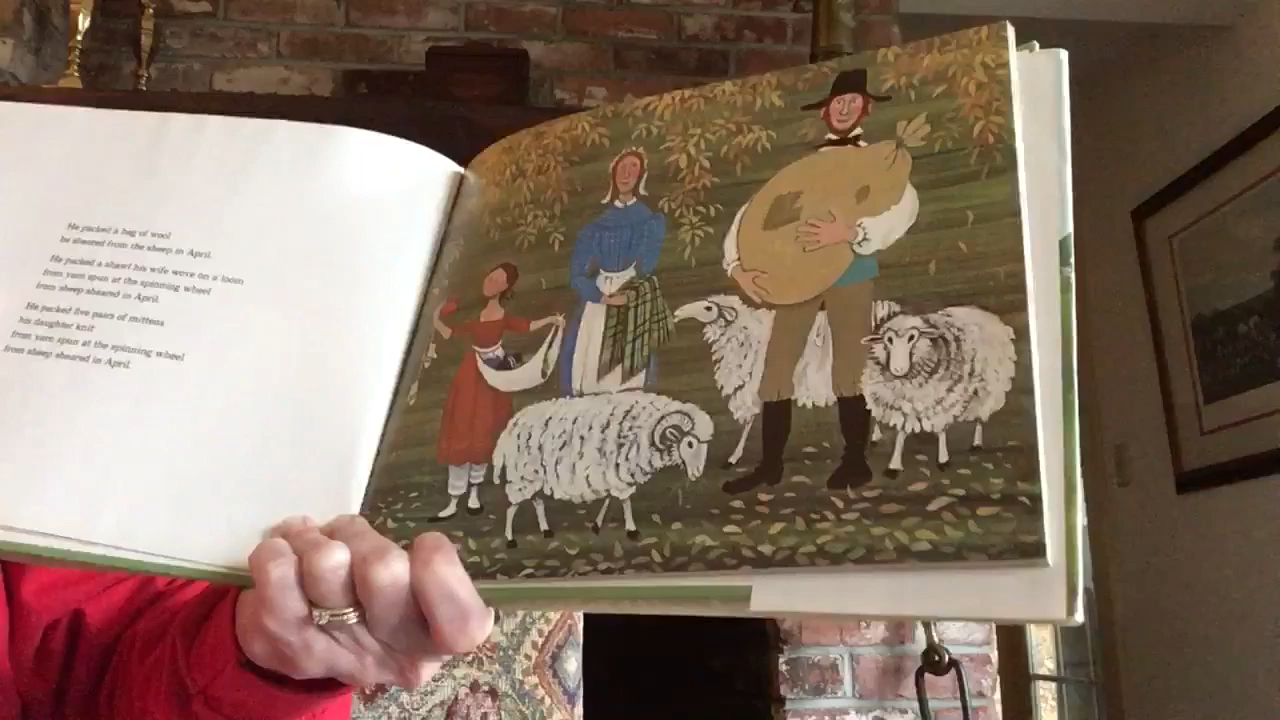 He packed a bag of wool
he sheared from the sheep in April.
He packed a shawl his wife wove on a loom
from yarn spun at the spinning wheel
from sheep sheared in April.
He packed five pairs of mittens
his daughter knit
from yarn spun at the spinning wheel
from sheep sheared in April.